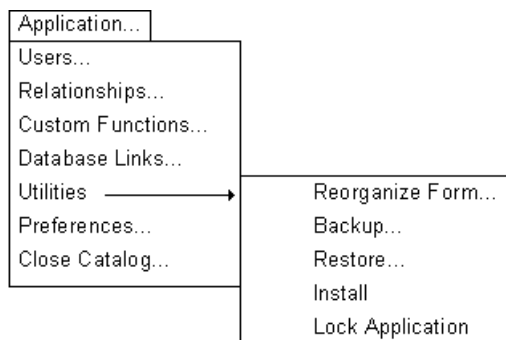 Application...
Users...
Relationships...
Custom Functions...
Database Links...
Utilities
Reorganize Form...
Preferences...
Backup...
Close Catalog...
Restore...
Install
Lock Application